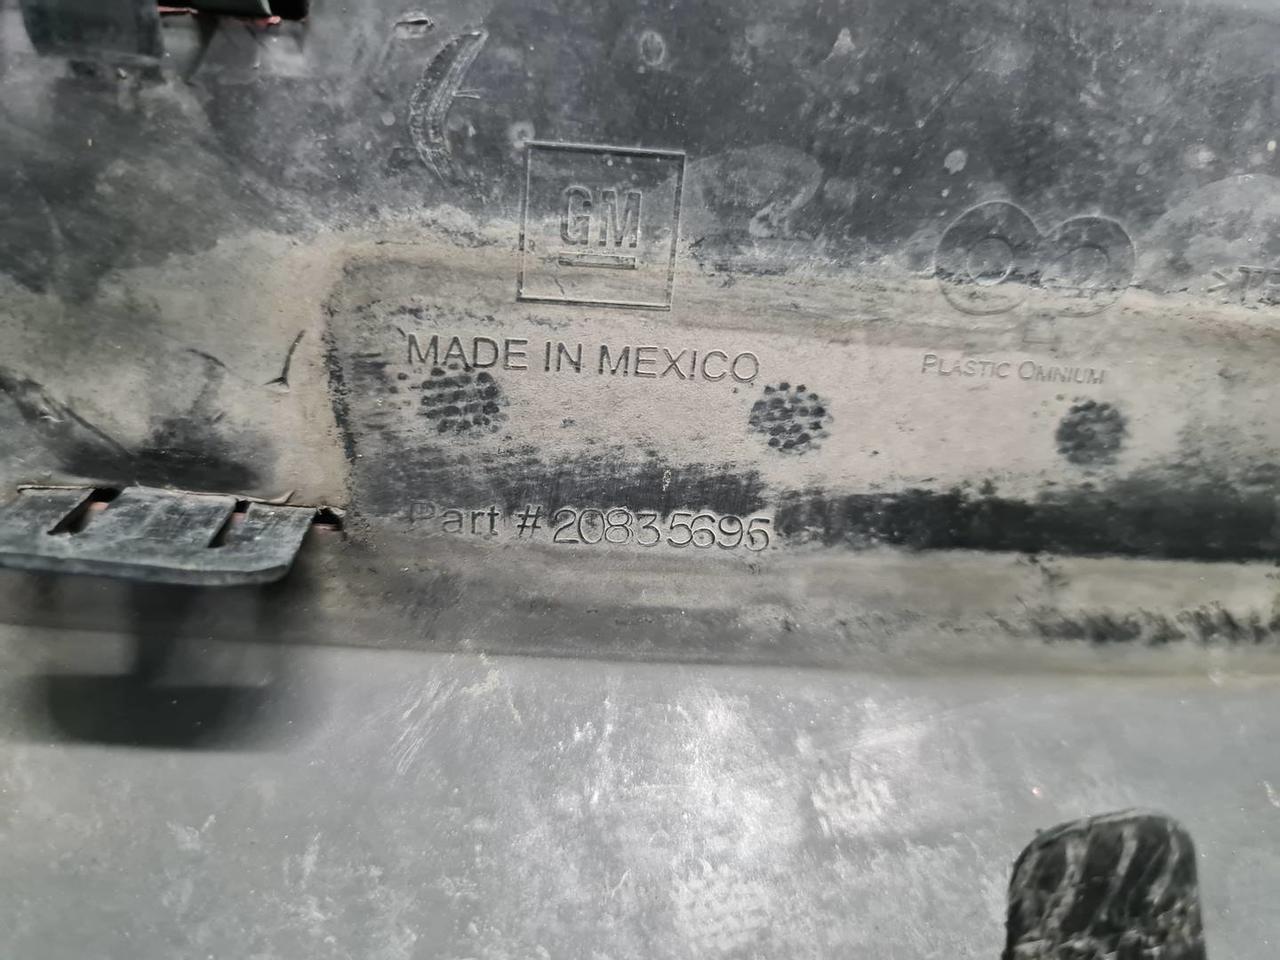 GM
MADE IN MEXICO
PLASTIC OMNIUM
Part # 20835695